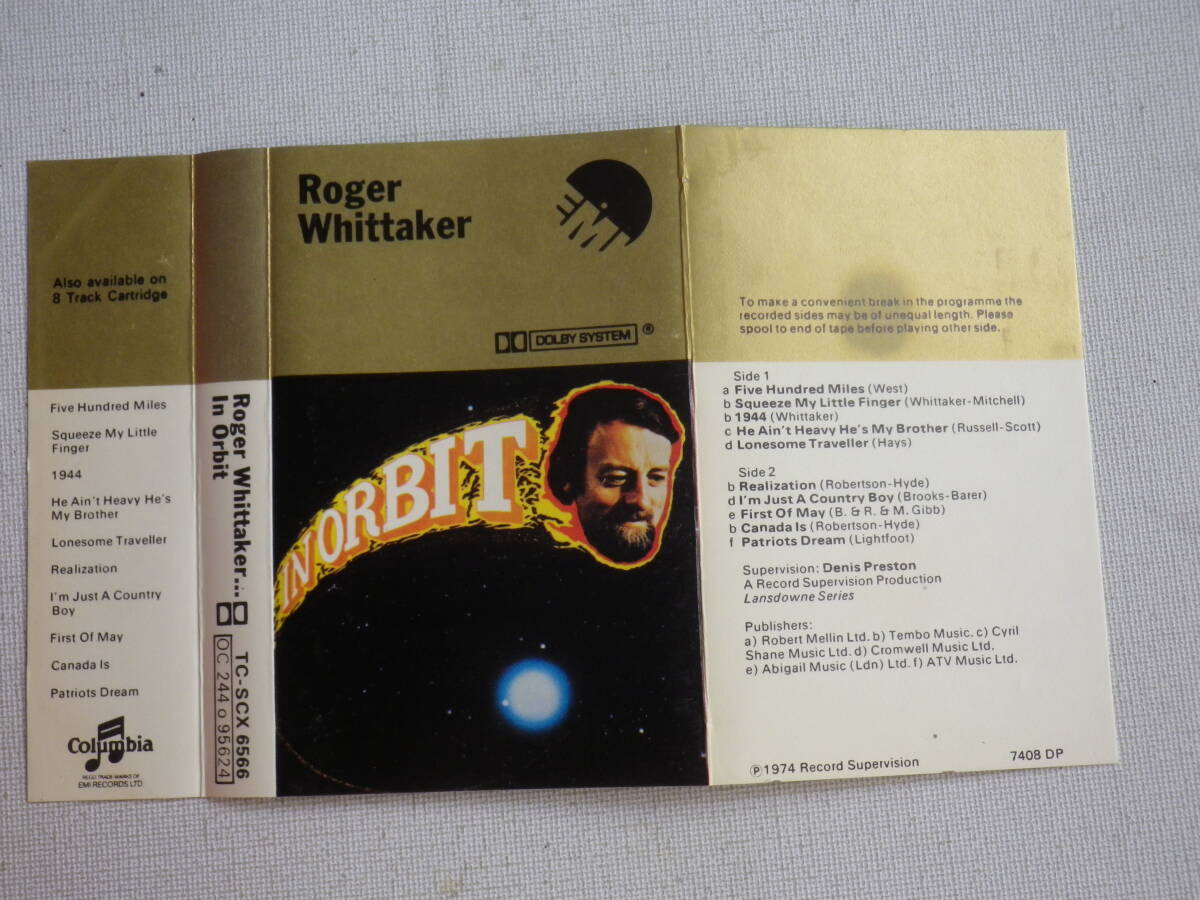 Also available on
8 Track Cartridge
Five Hundred Miles
Squeeze My Little
Finger
1944
He Ain't Heavy He's
My Brother
Lonesome Traveller
Realization
I'm Just A Country
Boy
First Of May
Canada Is
Patriots Dream
Columbia
REGD. TRADE MARKS OF
EMI RECORDS LTD
Roger Whittaker...
In Orbit
TC-SCX 6566
OC 244 o 95624
Roger
Whittaker
EMI
DOLBY SYSTEM ®
IN ORBIT
To make a convenient break in the programme the
recorded sides may be of unequal length. Please
spool to end of tape before playing other side.
Side 1
a Five Hundred Miles (West)
b Squeeze My Little Finger (Whittaker-Mitchell)
b 1944 (Whittaker)
c He Ain't Heavy He's My Brother (Russell-Scott)
d Lonesome Traveller (Hays)
Side 2
b Realization (Robertson-Hyde)
d I'm Just A Country Boy (Brooks-Barer)
e First Of May (B. & R. & M. Gibb)
b Canada Is (Robertson-Hyde)
f Patriots Dream (Lightfoot)
Supervision: Denis Preston
A Record Supervision Production
Lansdowne Series
Publishers:
a) Robert Mellin Ltd. b) Tembo Music. c) Cyril
Shane Music Ltd. d) Cromwell Music Ltd.
e) Abigail Music (Ldn) Ltd. f) ATV Music Ltd.
℗ 1974 Record Supervision
7408 DP